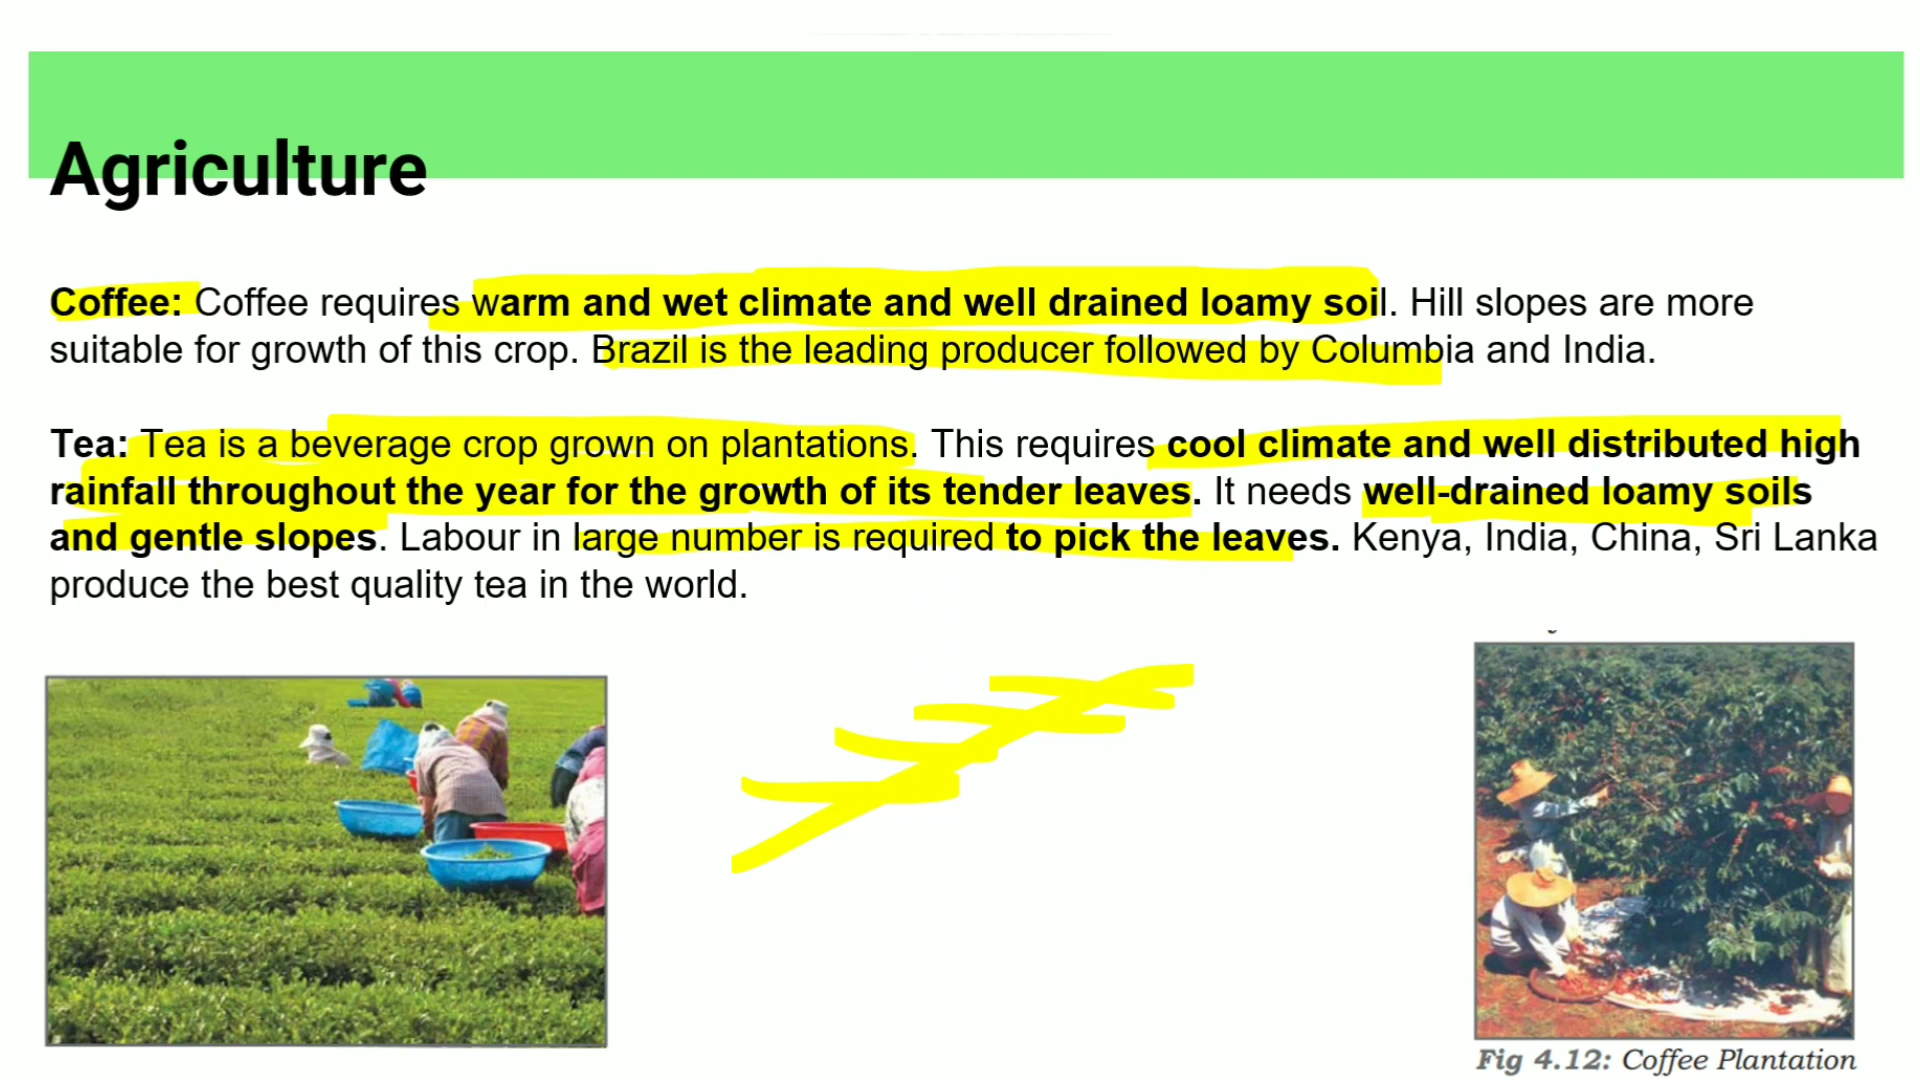 Agriculture
Coffee: Coffee requires warm and wet climate and well drained loamy soil. Hill slopes are more
suitable for growth of this crop. Brazil is the leading producer followed by Columbia and India.
Tea: Tea is a beverage crop grown on plantations. This requires cool climate and well distributed high
rainfall throughout the year for the growth of its tender leaves. It needs well-drained loamy soils
and gentle slopes. Labour in large number is required to pick the leaves. Kenya, India, China, Sri Lanka
produce the best quality tea in the world.
Fig 4.12: Coffee Plantation